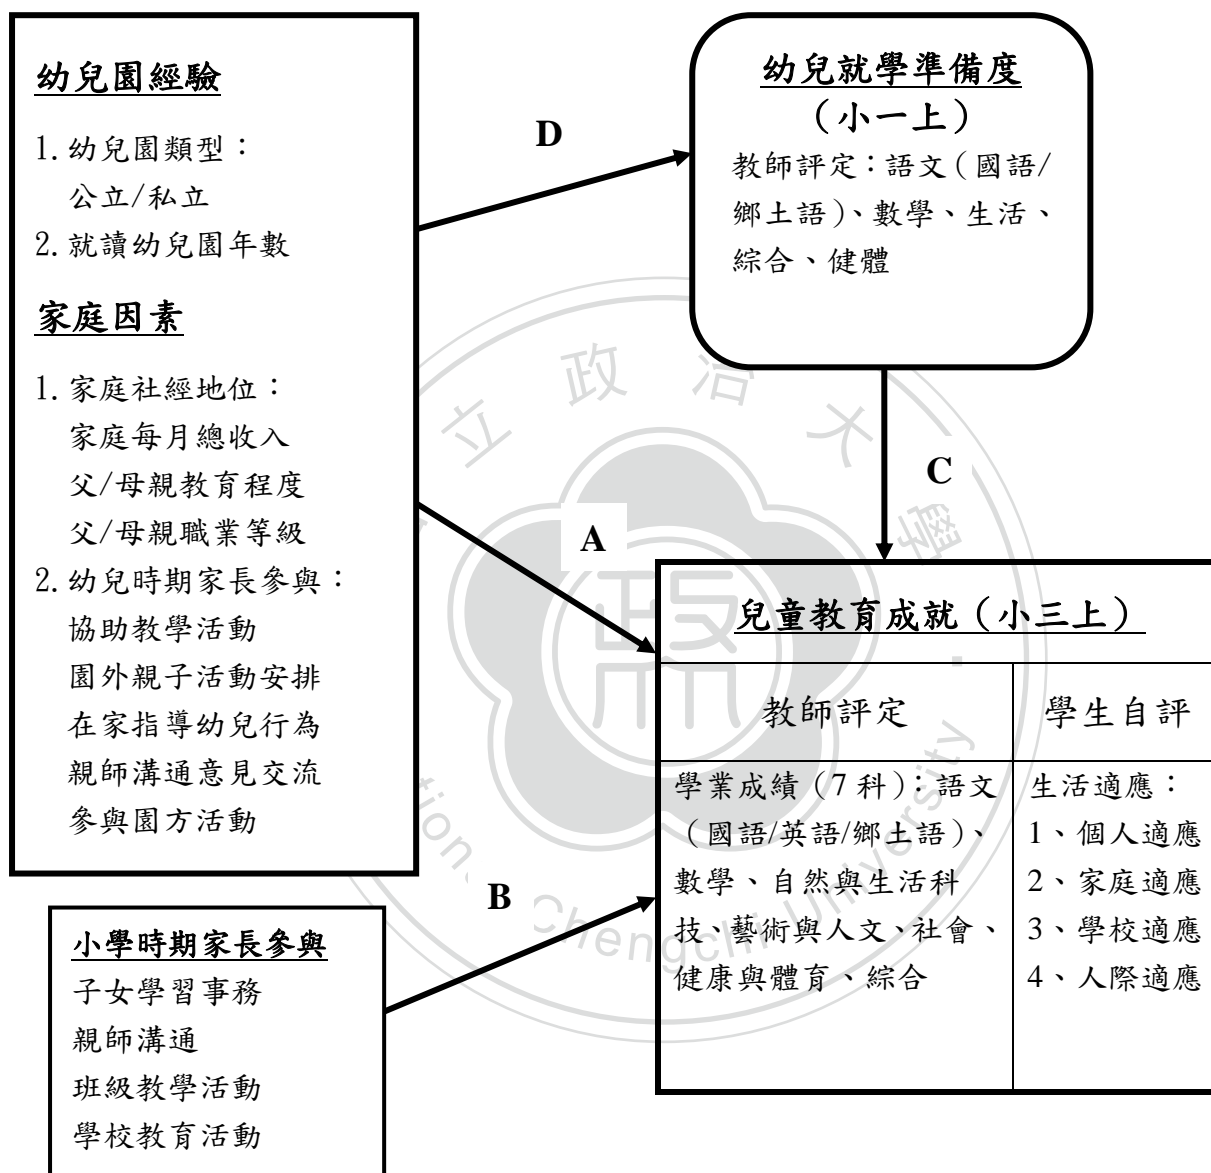 幼兒園經驗
1.幼兒園類型：
公立/私立
2.就讀幼兒園年數
家庭因素
1.家庭社經地位：
家庭每月總收入
父/母親教育程度
父/母親職業等級
2.幼兒時期家長參與：
協助教學活動
園外親子活動安排
在家指導幼兒行為
親師溝通意見交流
參與園方活動
小學時期家長參與
子女學習事務
親師溝通
班級教學活動
學校教育活動
D
A
B
C
幼兒就學準備度
（小一上）
教師評定：語文（國語/
鄉土語）、數學、生活、
綜合、健體
兒童教育成就（小三上）
教師評定
學業成績（7 科）：語文
（國語/英語/鄉土語）、
數學、自然與生活科
技、藝術與人文、社會、
健康與體育、綜合
學生自評
生活適應：
1、個人適應
2、家庭適應
3、學校適應
4、人際適應
立政治大學
Chengchi University